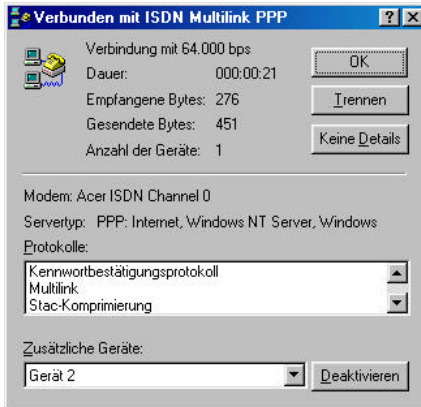 Verbunden mit ISDN Multilink PPP
Verbindung mit 64.000 bps
Dauer: 000:00:21
Empfangene Bytes: 276
Gesendete Bytes: 451
Anzahl der Geräte: 1
OK
Trennen
Keine Details
Modem: Acer ISDN Channel 0
Servertyp: PPP: Internet, Windows NT Server, Windows
Protokolle:
Kennwortbestätigungsprotokoll
Multilink
Stac-Komprimierung
Zusätzliche Geräte:
Gerät 2
Deaktivieren